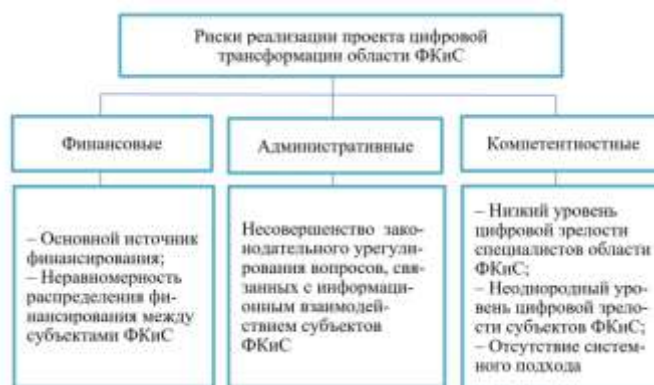 Риски реализации проекта цифровой
трансформации области ФКиС
Финансовые
Административные
Компетентностные
– Основной источник
финансирования;
– Неравномерность
распределения фи-
нансирования между
субъектами ФКиС
Несовершенство зако-
нодательного урегули-
рования вопросов, свя-
занных с информаци-
онным взаимодей-
ствием субъектов
ФКиС
– Низкий уровень
цифровой зрелости
специалистов области
ФКиС;
– Неоднородный уро-
вень цифровой зрело-
сти субъектов ФКиС;
– Отсутствие систем-
ного подхода